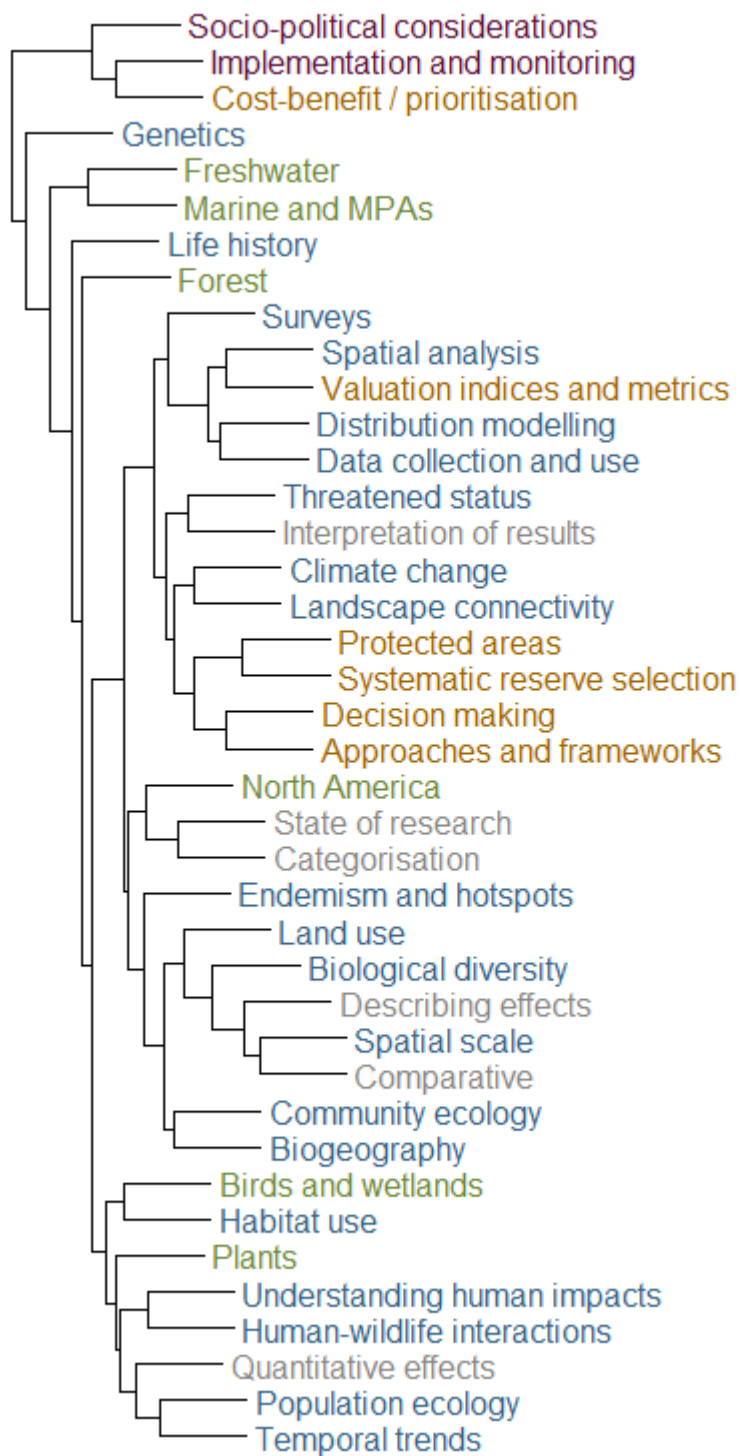 Socio-political considerations
Implementation and monitoring
Cost-benefit / prioritisation
Genetics
Freshwater
Marine and MPAs
Life history
Forest
Surveys
Spatial analysis
Valuation indices and metrics
Distribution modelling
Data collection and use
Threatened status
Interpretation of results
Climate change
Landscape connectivity
Protected areas
Systematic reserve selection
Decision making
Approaches and frameworks
North America
State of research
Categorisation
Endemism and hotspots
Land use
Biological diversity
Describing effects
Spatial scale
Comparative
Community ecology
Biogeography
Birds and wetlands
Habitat use
Plants
Understanding human impacts
Human-wildlife interactions
Quantitative effects
Population ecology
Temporal trends